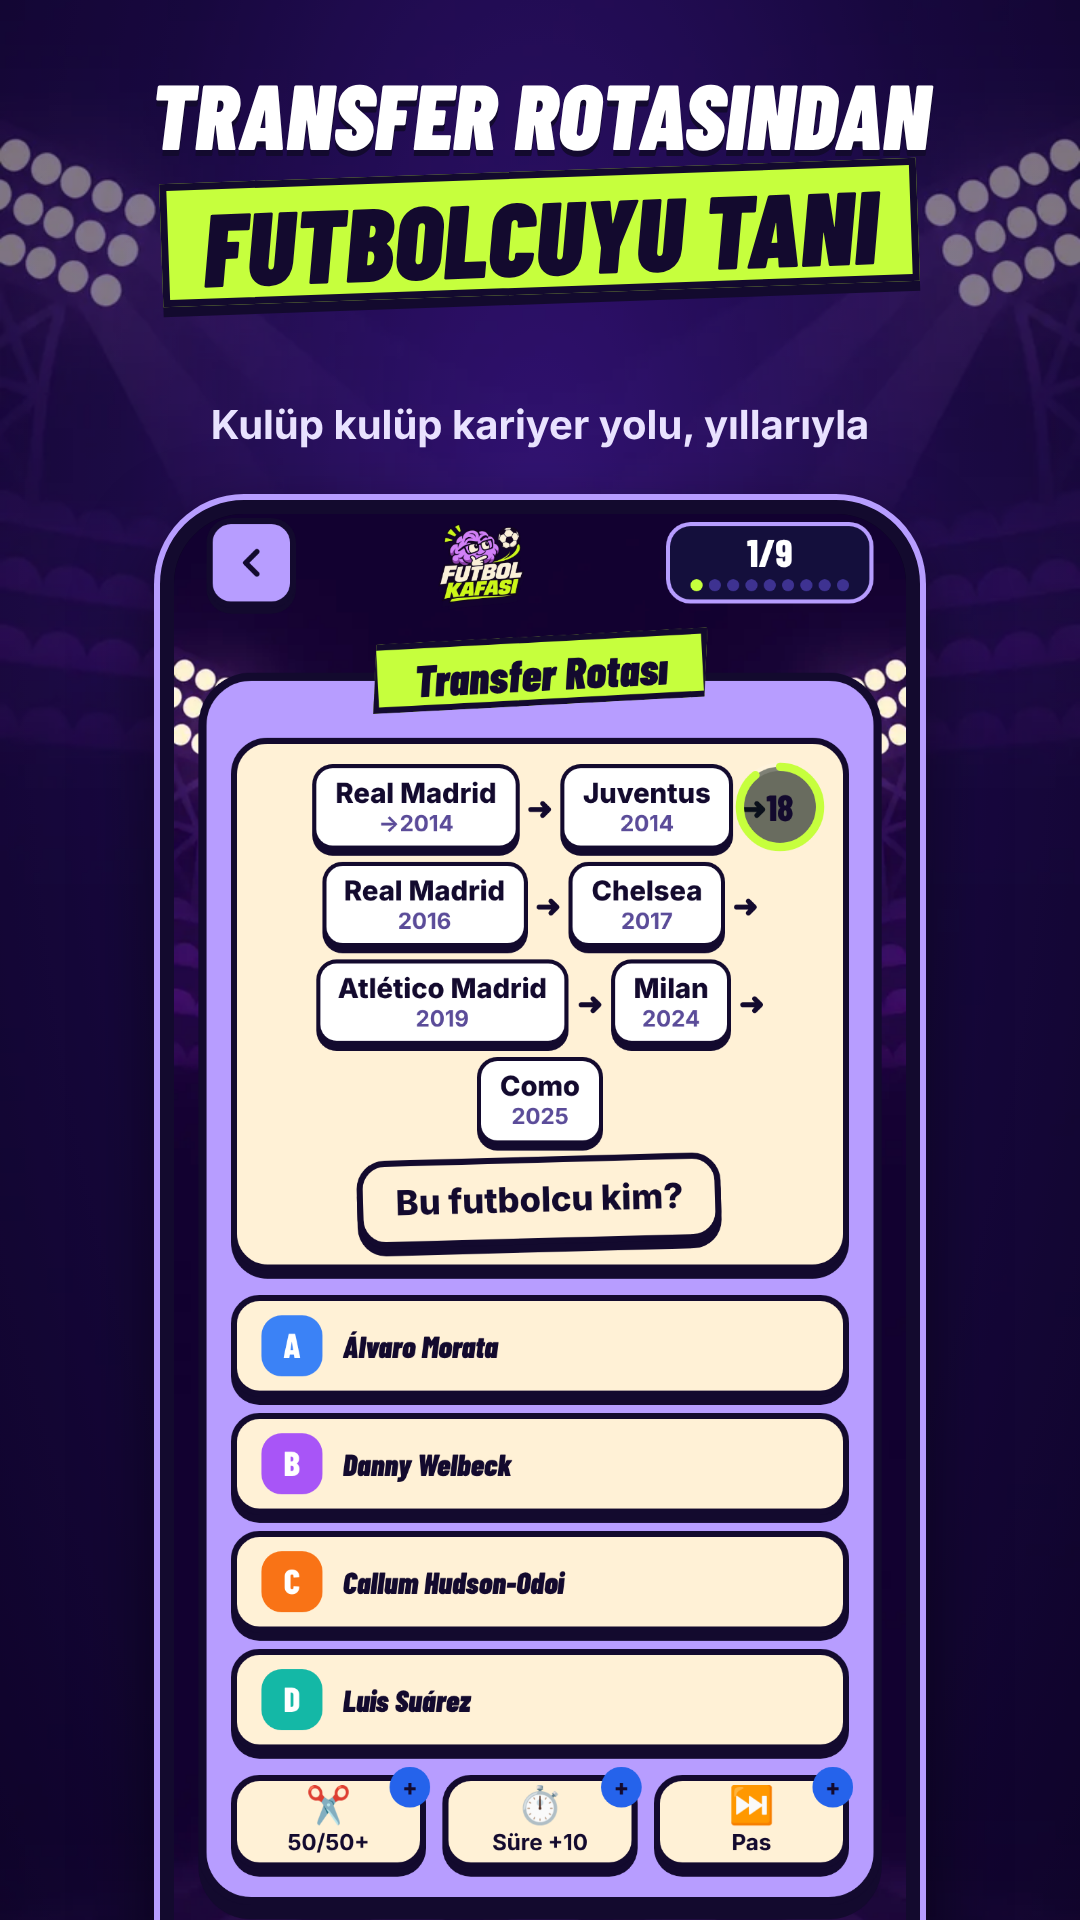 TRANSFER ROTASINDAN
FUTBOLCUYU TANI
Kulüp kulüp kariyer yolu, yıllarıyla
FUTBOL
KAFASI
1/9
Transfer Rotası
Real Madrid → Juventus →
→2014 2014
18
Real Madrid → Chelsea →
2016 2017
Atlético Madrid → Milan →
2019 2024
Como
2025
Bu futbolcu kim?
A Álvaro Morata
B Danny Welbeck
C Callum Hudson-Odoi
D Luis Suárez
+ + +
50/50+ Süre +10 Pas